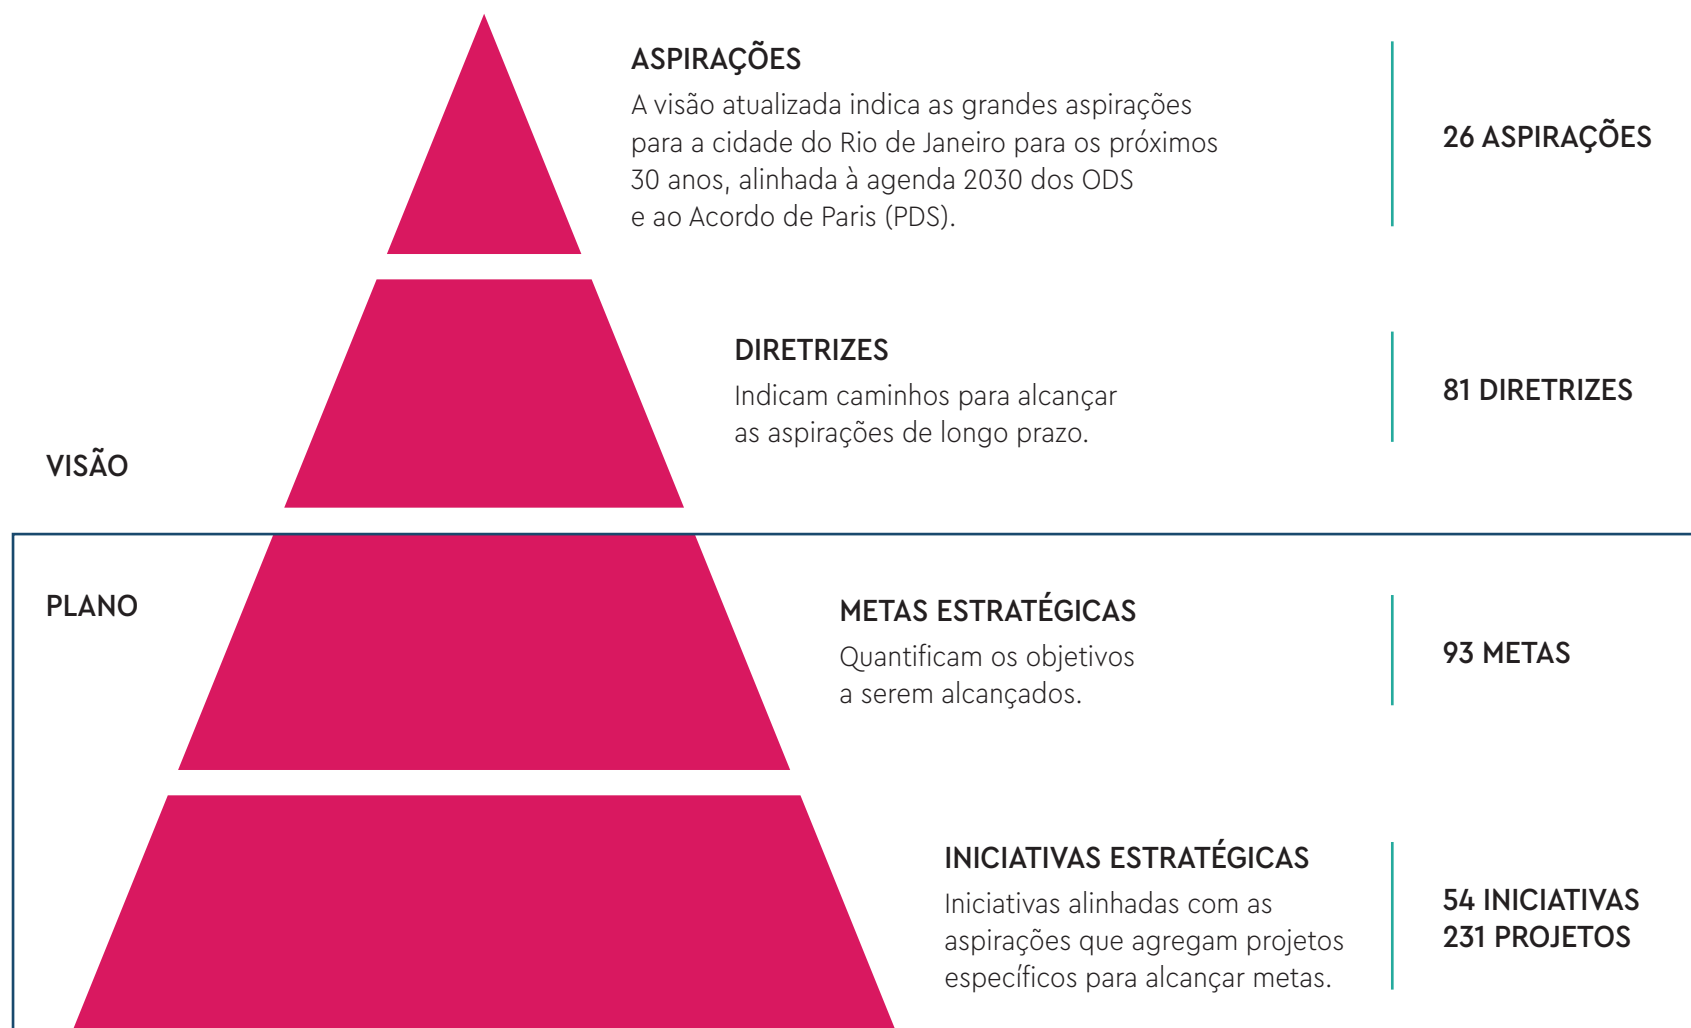 ASPIRAÇÕES
A visão atualizada indica as grandes aspirações
para a cidade do Rio de Janeiro para os próximos
30 anos, alinhada à agenda 2030 dos ODS
e ao Acordo de Paris (PDS).
26 ASPIRAÇÕES
DIRETRIZES
Indicam caminhos para alcançar
as aspirações de longo prazo.
81 DIRETRIZES
VISÃO
PLANO
METAS ESTRATÉGICAS
Quantificam os objetivos
a serem alcançados.
93 METAS
INICIATIVAS ESTRATÉGICAS
Iniciativas alinhadas com as
aspirações que agregam projetos
específicos para alcançar metas.
54 INICIATIVAS
231 PROJETOS